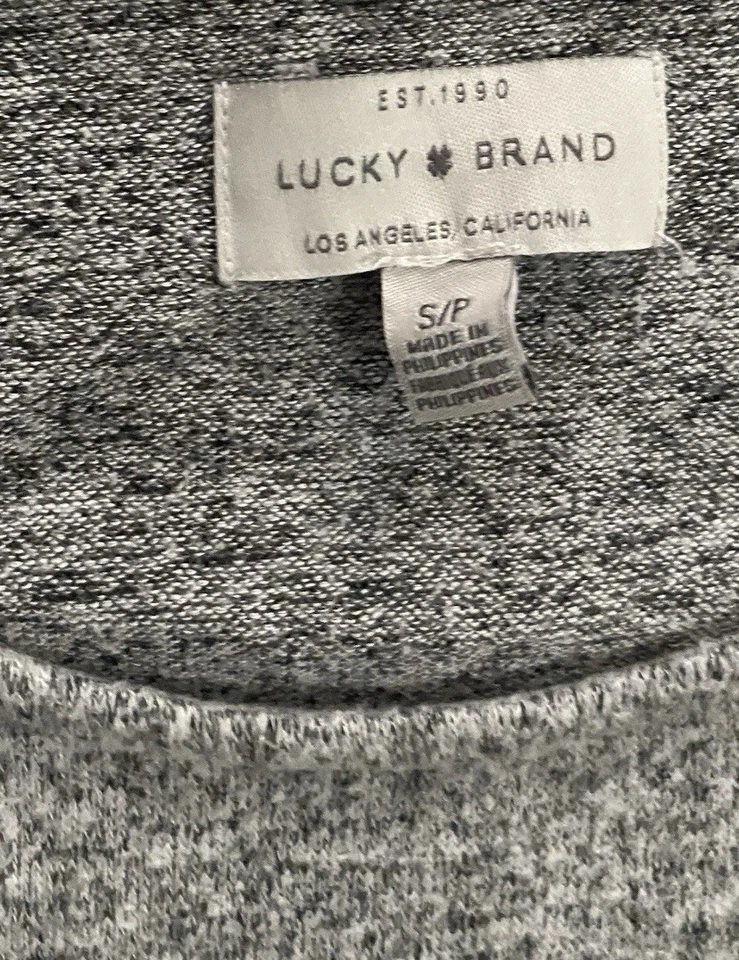 EST.1990
LUCKY BRAND
LOS ANGELES, CALIFORNIA
S/P
MADE IN
PHILIPPINES
FABRIQUÉ AUX
PHILIPPINES